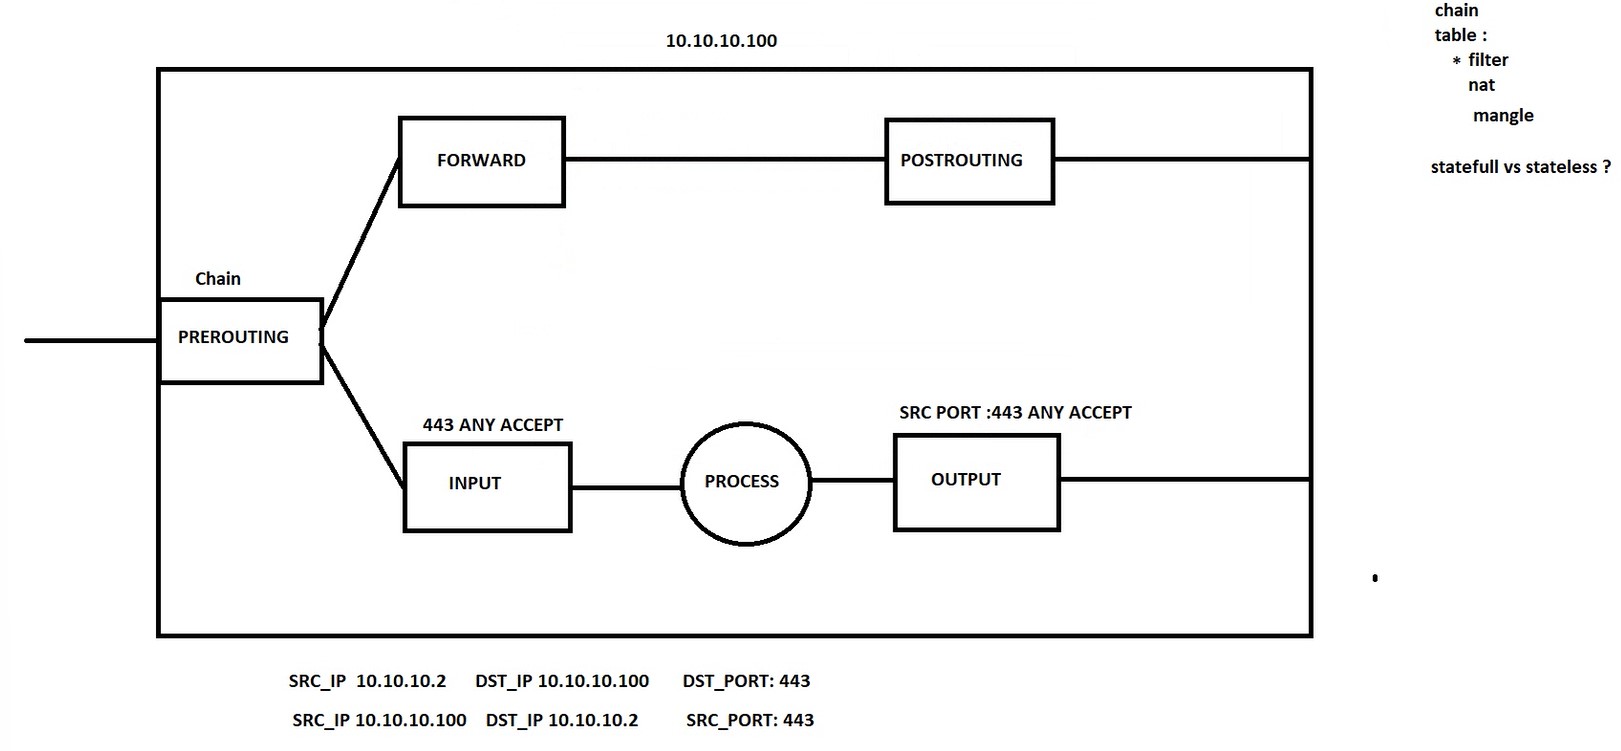 10.10.10.100
chain
table :
* filter
nat
mangle
statefull vs stateless ?
FORWARD
POSTROUTING
Chain
PREROUTING
443 ANY ACCEPT
INPUT
PROCESS
SRC PORT :443 ANY ACCEPT
OUTPUT
SRC_IP 10.10.10.2 DST_IP 10.10.10.100 DST_PORT: 443
SRC_IP 10.10.10.100 DST_IP 10.10.10.2 SRC_PORT: 443